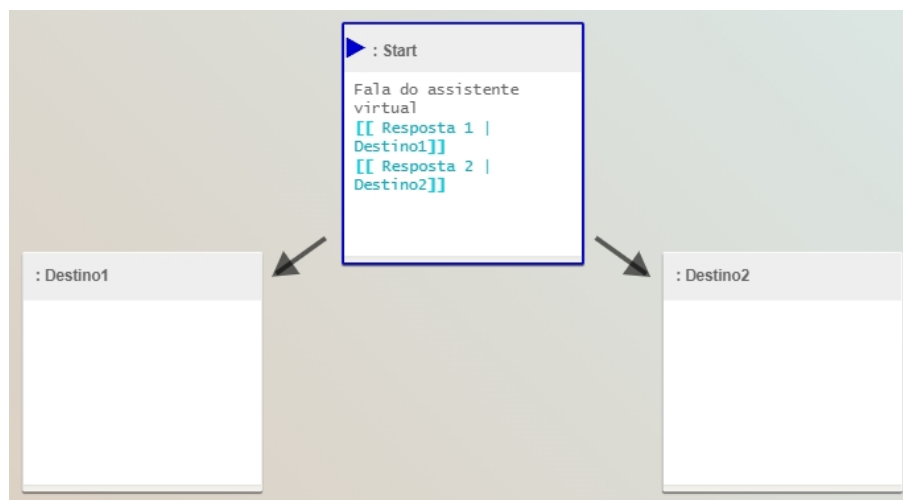 : Start
Fala do assistente
virtual
[[ Resposta 1 |
Destino1]]
[[ Resposta 2 |
Destino2]]
: Destino1
: Destino2